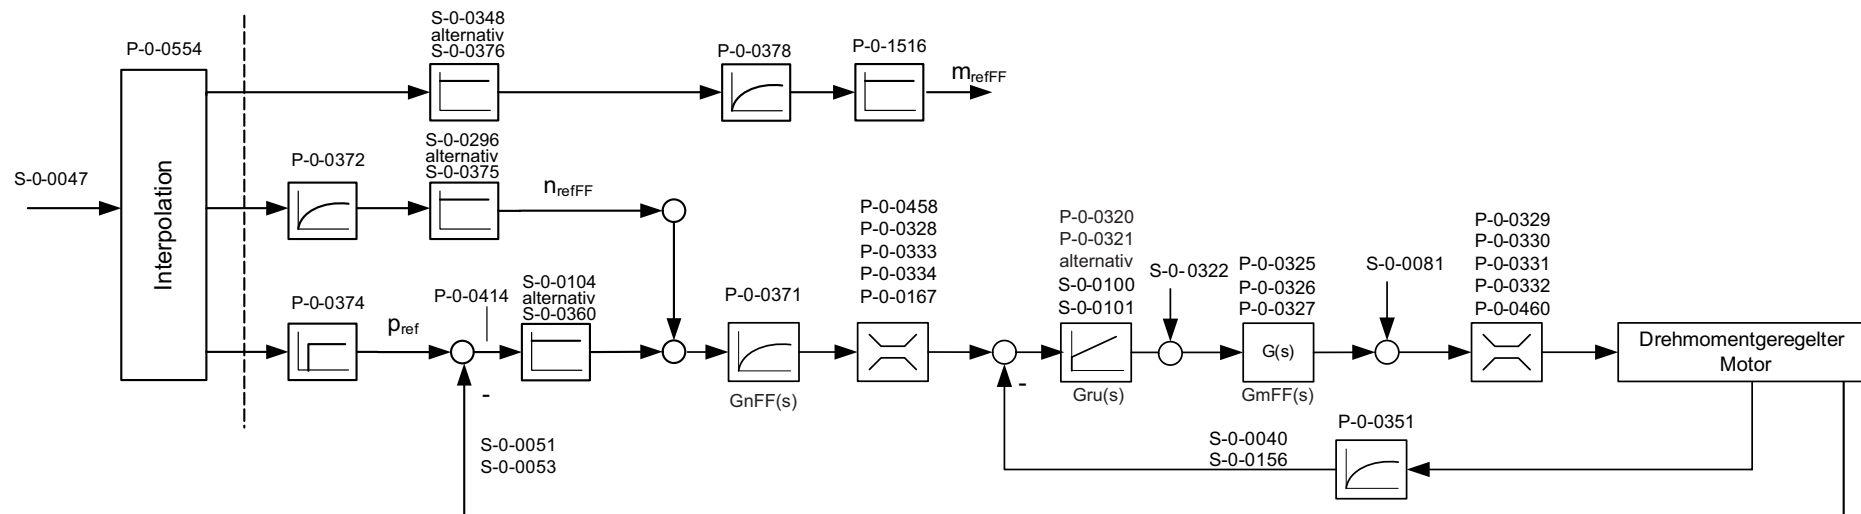 P-0-0554
S-0-0348
alternativ
S-0-0376
P-0-0378
P-0-1516
mrefFF
S-0-0047
Interpolation
P-0-0372
S-0-0296
alternativ
S-0-0375
nrefFF
P-0-0374
pref
P-0-0414
S-0-0104
alternativ
S-0-0360
P-0-0371
GnFF(s)
P-0-0458
P-0-0328
P-0-0333
P-0-0334
P-0-0167
P-0-0320
P-0-0321
alternativ
S-0-0100
S-0-0101
Gru(s)
S-0-0322
P-0-0325
P-0-0326
P-0-0327
G(s)
GmFF(s)
S-0-0081
P-0-0329
P-0-0330
P-0-0331
P-0-0332
P-0-0460
Drehmomentgeregelter
Motor
-
S-0-0051
S-0-0053
-
S-0-0040
S-0-0156
P-0-0351